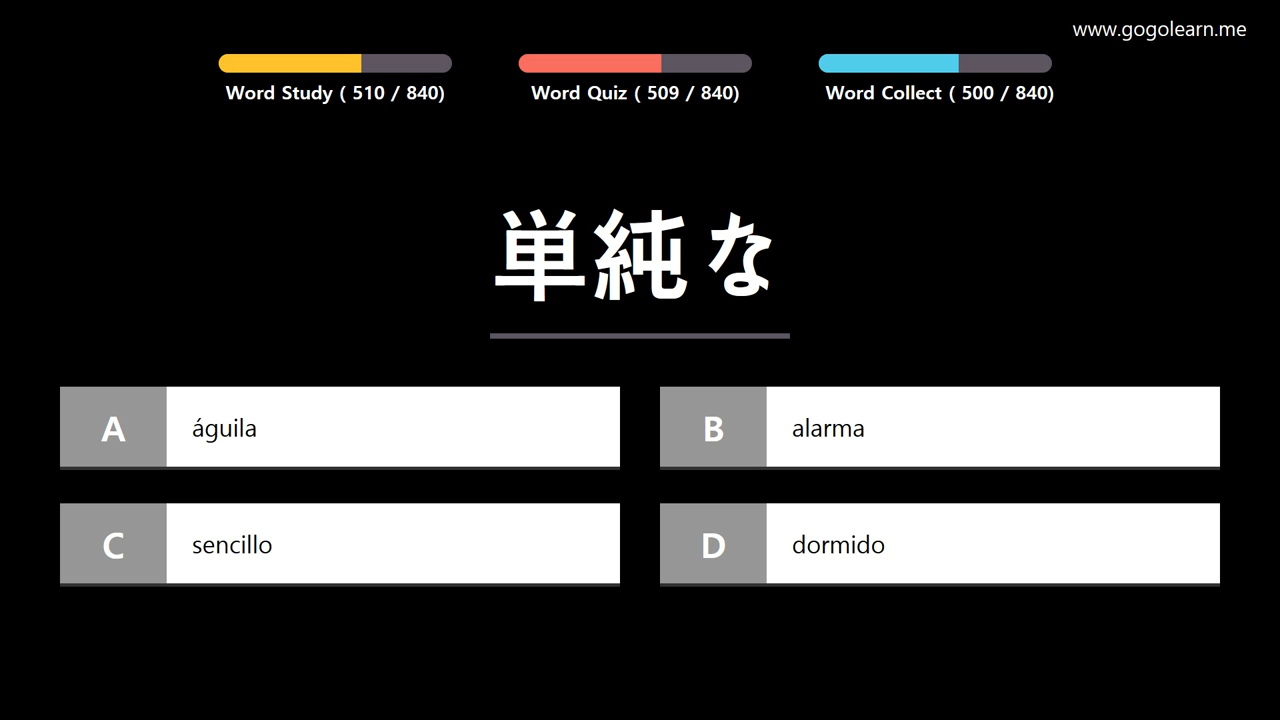 www.gogolearn.me
Word Study ( 510 / 840)
Word Quiz ( 509 / 840)
Word Collect ( 500 / 840)
単純な
A
águila
B
alarma
C
sencillo
D
dormido